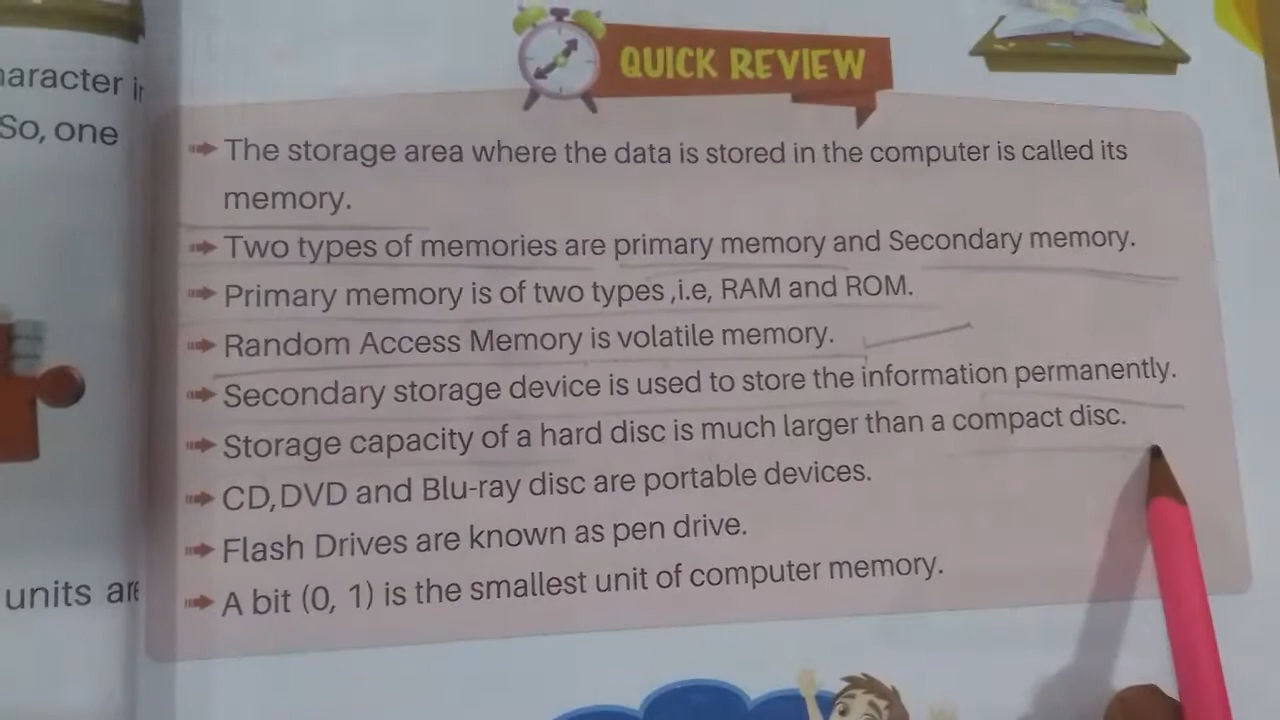 QUICK REVIEW
So, one
The storage area where the data is stored in the computer is called its
memory.
Two types of memories are primary memory and Secondary memory.
Primary memory is of two types ,i.e, RAM and ROM.
Random Access Memory is volatile memory.
Secondary storage device is used to store the information permanently.
Storage capacity of a hard disc is much larger than a compact disc.
CD,DVD and Blu-ray disc are portable devices.
Flash Drives are known as pen drive.
A bit (0, 1) is the smallest unit of computer memory.
units